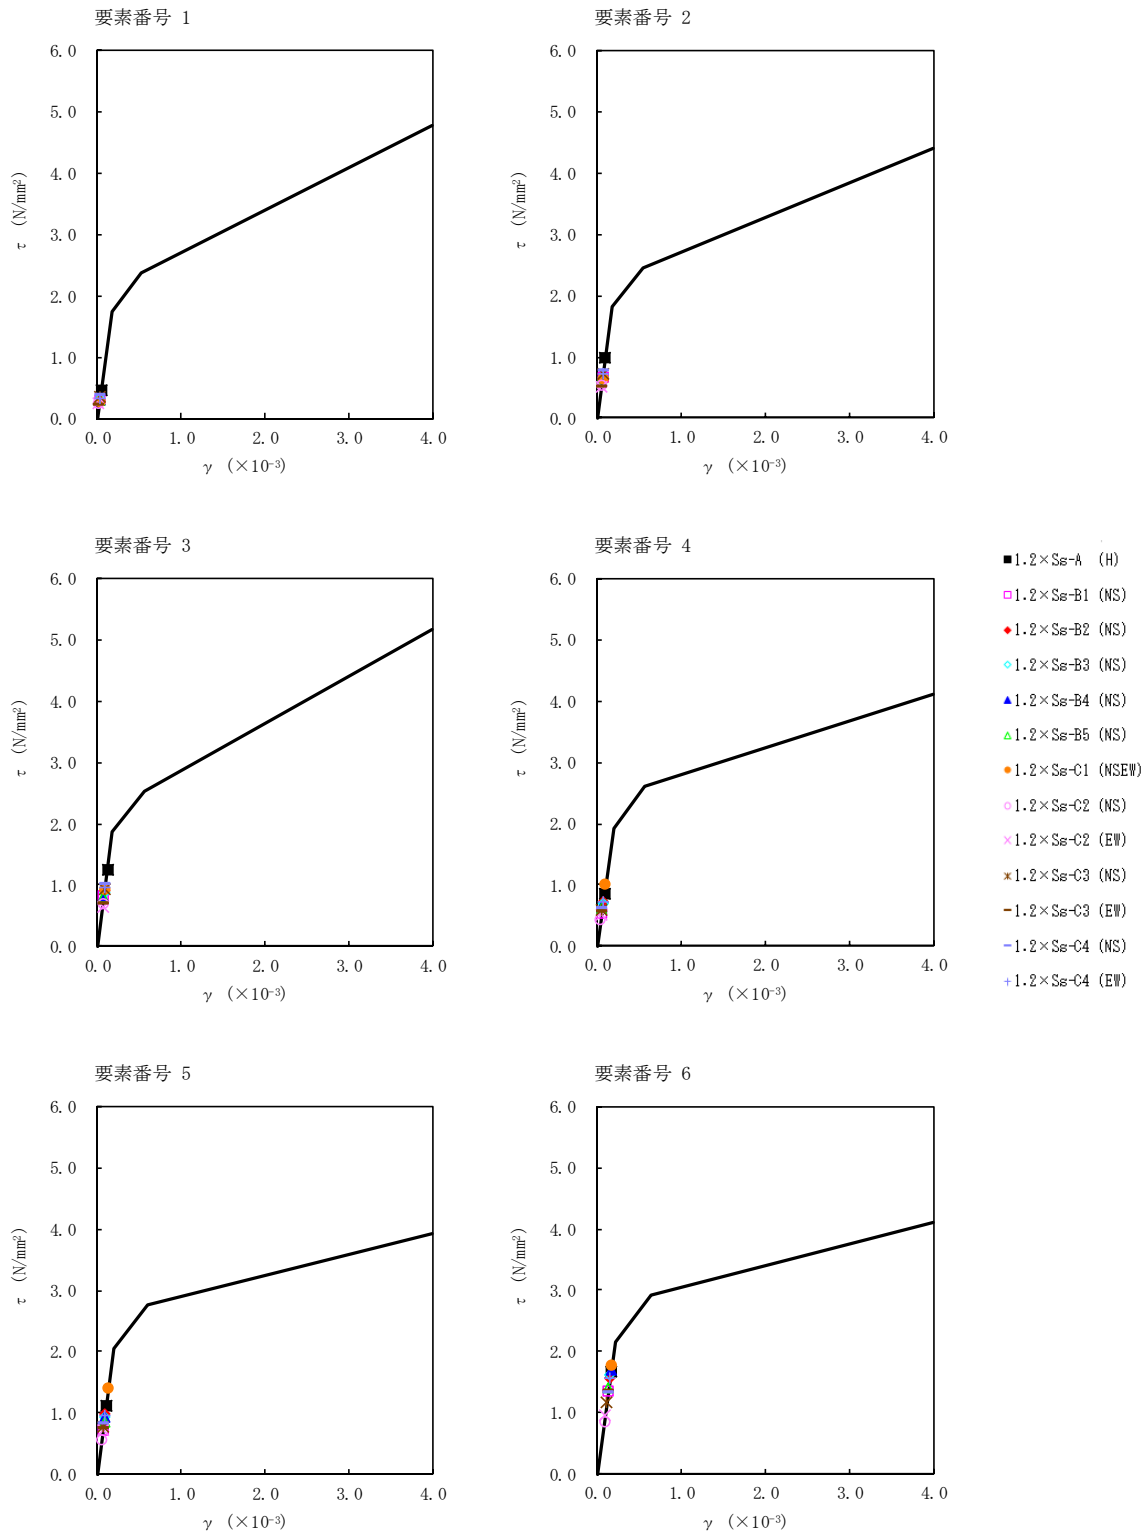 要素番号 1
6.0
5.0
4.0
3.0
2.0
1.0
0.0
τ (N/mm²)
0.0 1.0 2.0 3.0 4.0
γ (×10⁻³)
要素番号 2
6.0
5.0
4.0
3.0
2.0
1.0
0.0
τ (N/mm²)
0.0 1.0 2.0 3.0 4.0
γ (×10⁻³)
要素番号 3
6.0
5.0
4.0
3.0
2.0
1.0
0.0
τ (N/mm²)
0.0 1.0 2.0 3.0 4.0
γ (×10⁻³)
要素番号 4
6.0
5.0
4.0
3.0
2.0
1.0
0.0
τ (N/mm²)
0.0 1.0 2.0 3.0 4.0
γ (×10⁻³)
1.2×Ss-A (H)
1.2×Ss-B1 (NS)
1.2×Ss-B2 (NS)
1.2×Ss-B3 (NS)
1.2×Ss-B4 (NS)
1.2×Ss-B5 (NS)
1.2×Ss-C1 (NSEW)
1.2×Ss-C2 (NS)
1.2×Ss-C2 (EW)
1.2×Ss-C3 (NS)
1.2×Ss-C3 (EW)
1.2×Ss-C4 (NS)
1.2×Ss-C4 (EW)
要素番号 5
6.0
5.0
4.0
3.0
2.0
1.0
0.0
τ (N/mm²)
0.0 1.0 2.0 3.0 4.0
γ (×10⁻³)
要素番号 6
6.0
5.0
4.0
3.0
2.0
1.0
0.0
τ (N/mm²)
0.0 1.0 2.0 3.0 4.0
γ (×10⁻³)